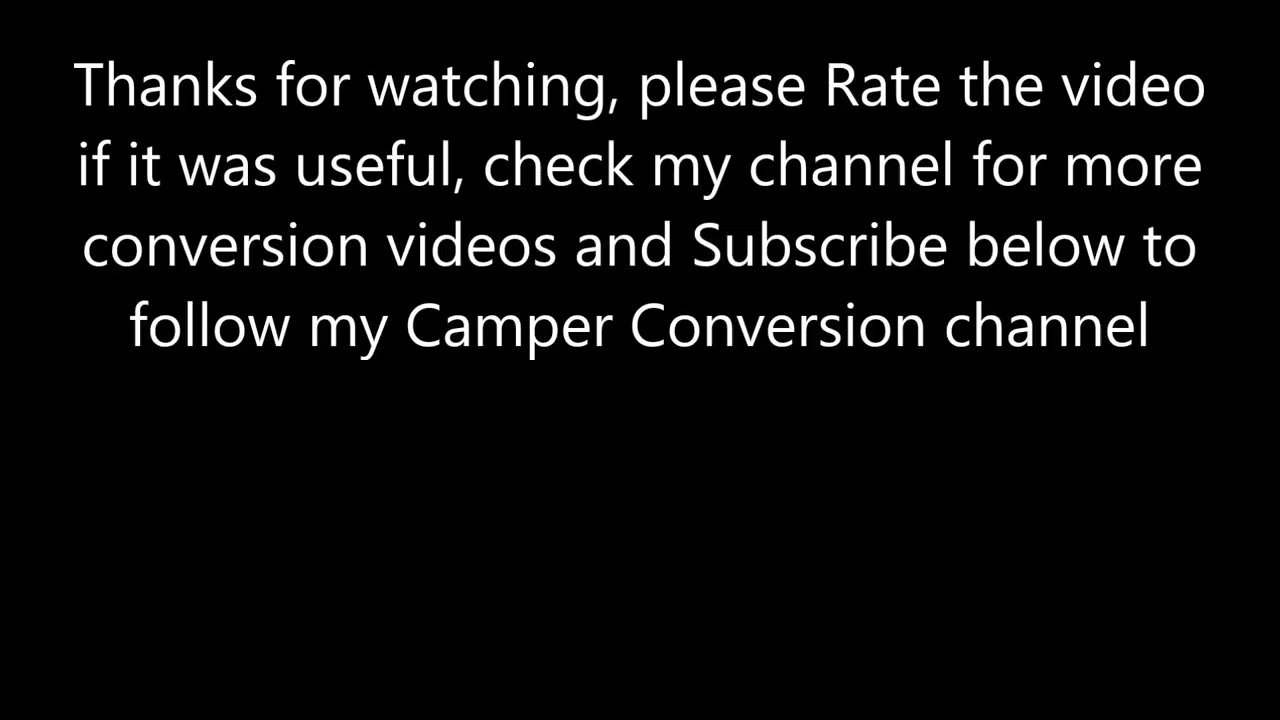 Thanks for watching, please Rate the video
if it was useful, check my channel for more
conversion videos and Subscribe below to
follow my Camper Conversion channel